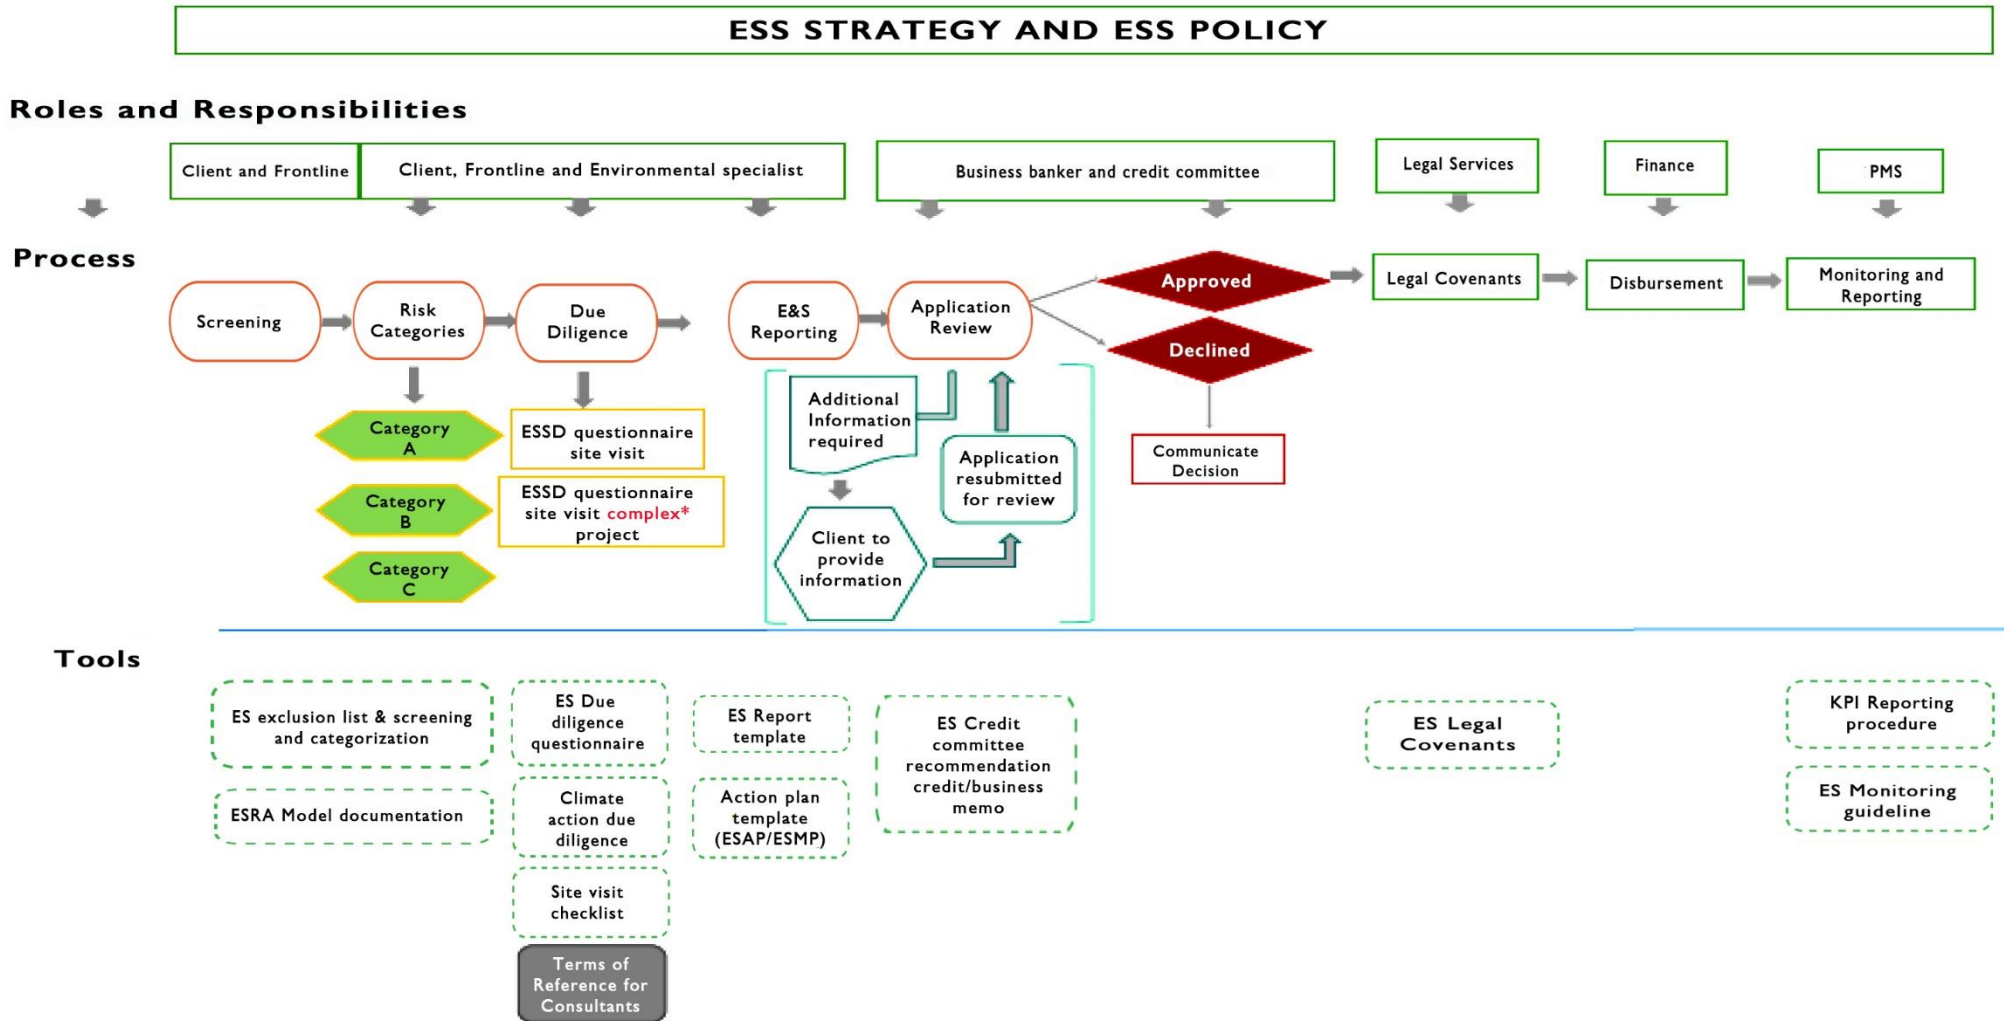 ESS STRATEGY AND ESS POLICY
Roles and Responsibilities
Client and Frontline
Client, Frontline and Environmental specialist
Business banker and credit committee
Legal Services
Finance
PMS
Process
Screening
Risk
Categories
Due
Diligence
E&S
Reporting
Application
Review
Approved
Declined
Legal Covenants
Disbursement
Monitoring and
Reporting
Category
A
ESSD questionnaire
site visit
Category
B
ESSD questionnaire
site visit complex*
project
Category
C
Additional
Information
required
Client to
provide
information
Application
resubmitted
for review
Communicate
Decision
Tools
ES exclusion list & screening
and categorization
ESRA Model documentation
ES Due
diligence
questionnaire
Climate
action due
diligence
Site visit
checklist
Terms of
Reference for
Consultants
ES Report
template
Action plan
template
(ESAP/ESMP)
ES Credit
committee
recommendation
credit/business
memo
ES Legal
Covenants
KPI Reporting
procedure
ES Monitoring
guideline